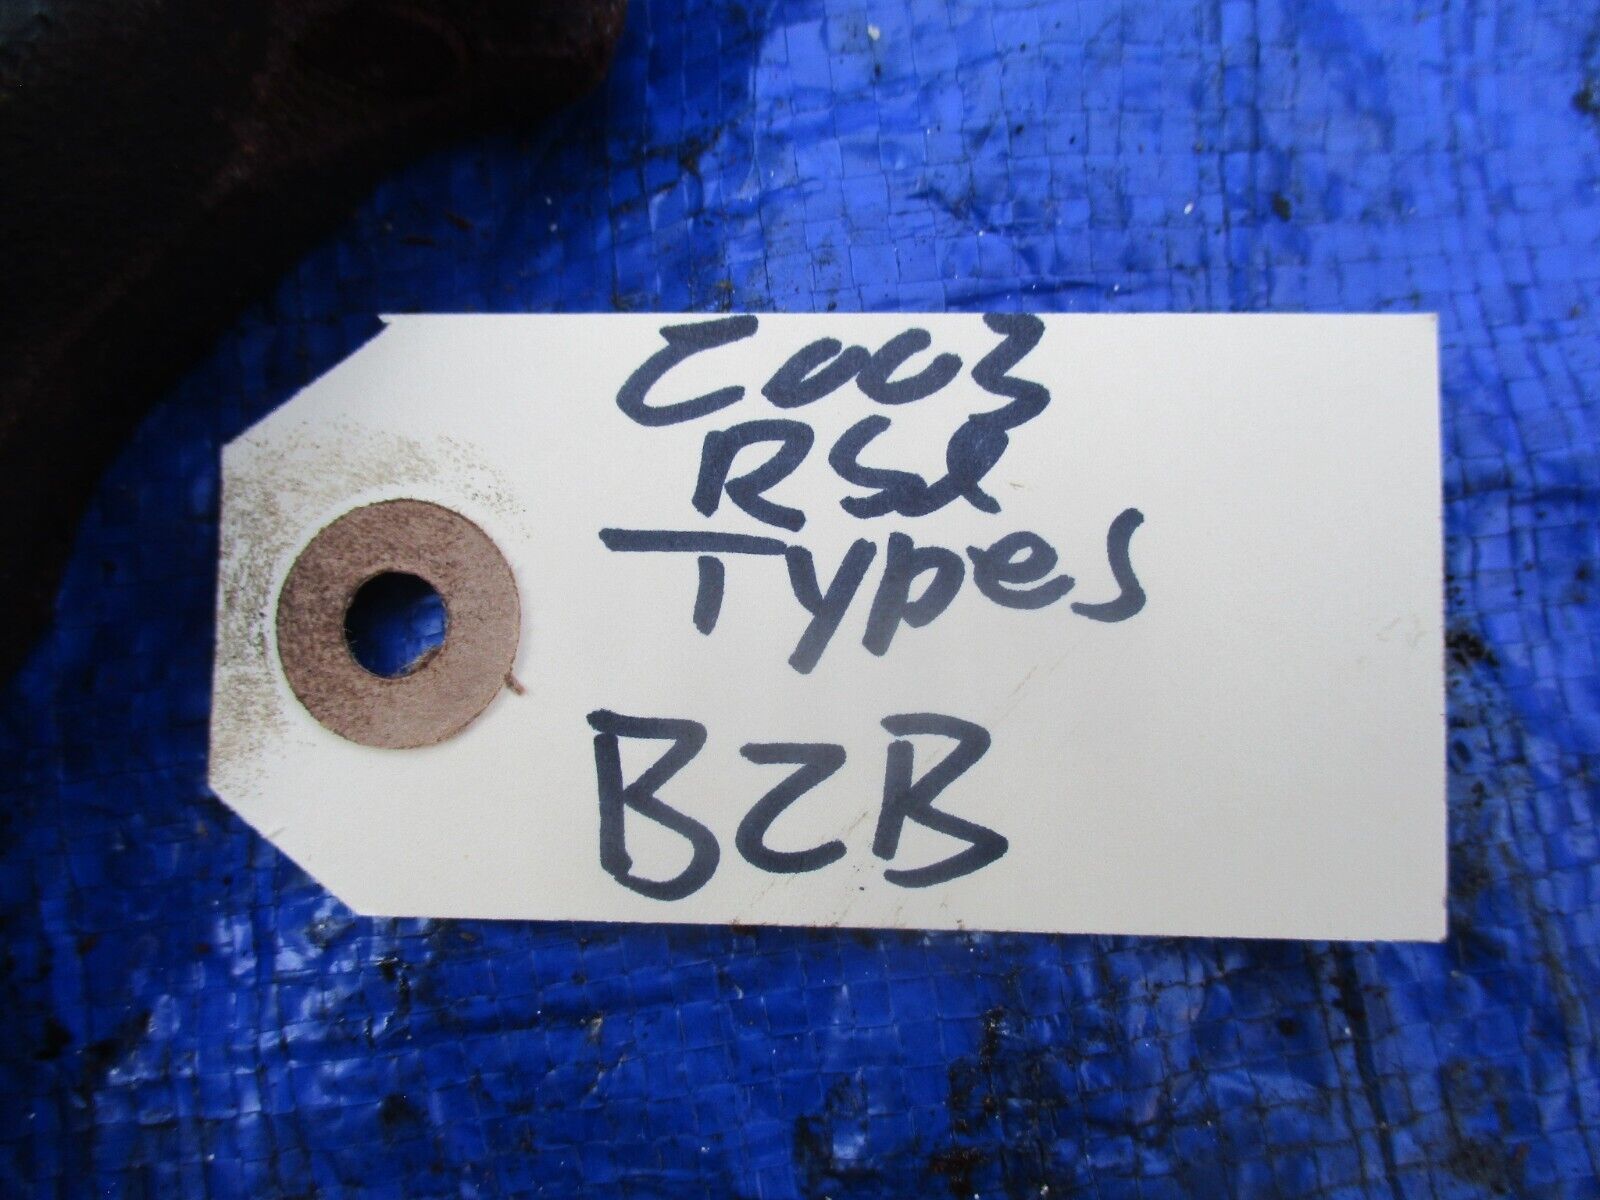 2003
RSX
TypeS
B2B